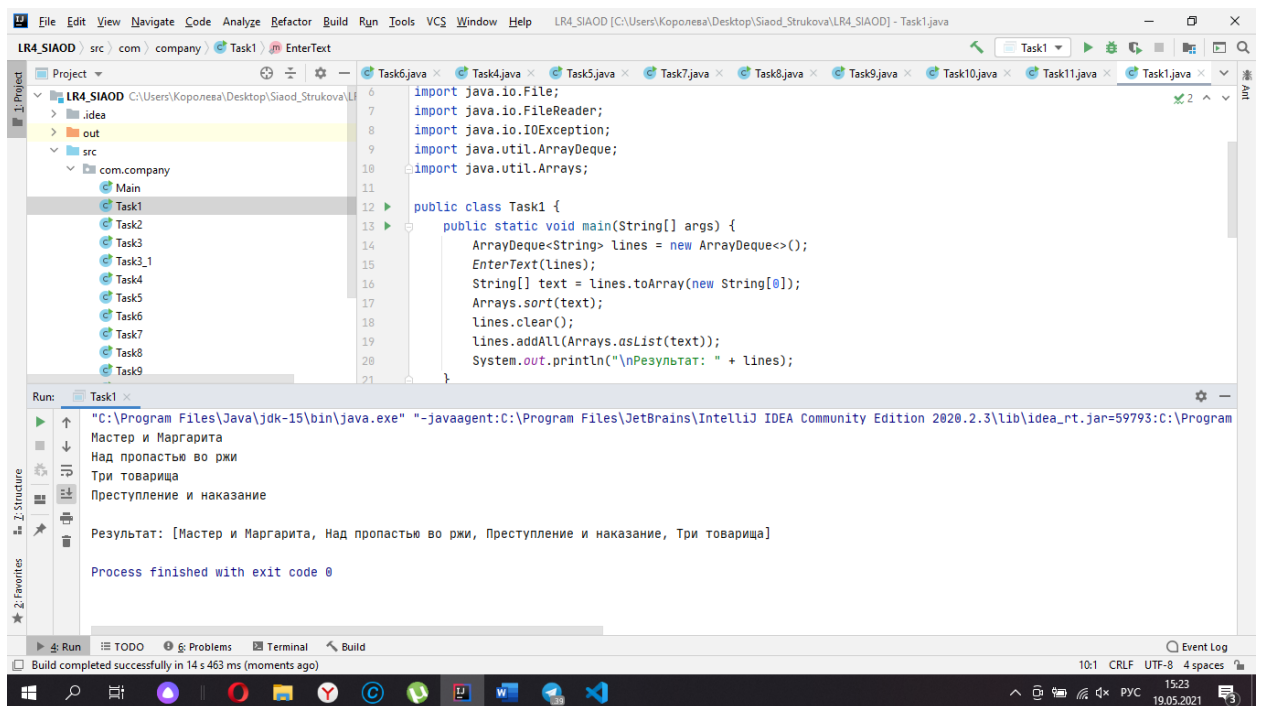 File Edit View Navigate Code Analyze Refactor Build Run Tools VCS Window Help LR4_SIAOD [C:\Users\Королева\Desktop\Siaod_Strukova\LR4_SIAOD] - Task1.java
LR4_SIAOD src com company Task1 EnterText
Task1
1: Project
Project
Task6.java Task4.java Task5.java Task7.java Task8.java Task9.java Task10.java Task11.java Task1.java
Ant
LR4_SIAOD C:\Users\Королева\Desktop\Siaod_Strukova\LR
.idea
out
src
com.company
Main
Task1
Task2
Task3
Task3_1
Task4
Task5
Task6
Task7
Task8
Task9
2
6 import java.io.File;
7 import java.io.FileReader;
8 import java.io.IOException;
9 import java.util.ArrayDeque;
10 import java.util.Arrays;
11
12 public class Task1 {
13 public static void main(String[] args) {
14 ArrayDeque<String> lines = new ArrayDeque<>();
15 EnterText(lines);
16 String[] text = lines.toArray(new String[0]);
17 Arrays.sort(text);
18 lines.clear();
19 lines.addAll(Arrays.asList(text));
20 System.out.println("\nРезультат: " + lines);
21 }
Run: Task1
"C:\Program Files\Java\jdk-15\bin\java.exe" "-javaagent:C:\Program Files\JetBrains\IntelliJ IDEA Community Edition 2020.2.3\lib\idea_rt.jar=59793:C:\Program
Мастер и Маргарита
Над пропастью во ржи
Три товарища
Преступление и наказание
Результат: [Мастер и Маргарита, Над пропастью во ржи, Преступление и наказание, Три товарища]
Process finished with exit code 0
Z: Structure
2: Favorites
4: Run TODO 6: Problems Terminal Build Event Log
Build completed successfully in 14 s 463 ms (moments ago) 10:1 CRLF UTF-8 4 spaces
РУС
15:23
19.05.2021
3